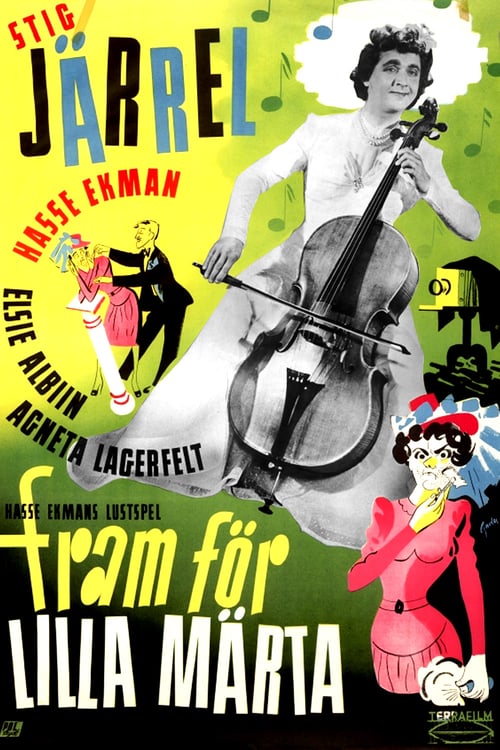 STIG
JÄRREL
HASSE EKMAN
ELSIE ALBIIN
AGNETA LAGERFELT
HASSE EKMANS LUSTSPEL
fram för
LILLA MÄRTA
TERRAFILM